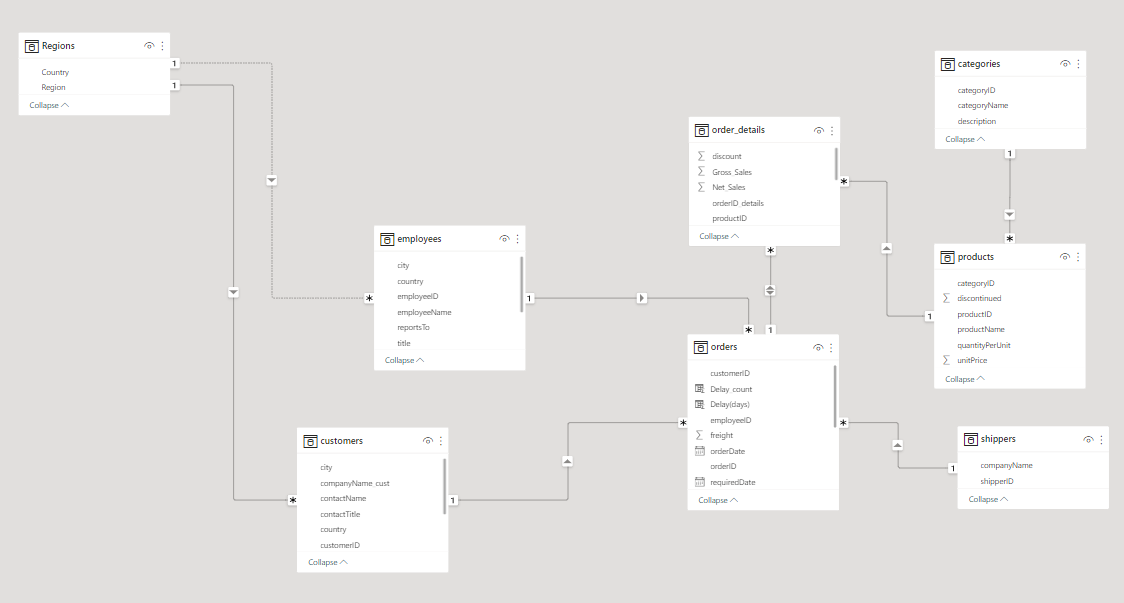 Regions
Country
Region
Collapse
1
1
employees
city
country
employeeID
employeeName
reportsTo
title
Collapse
*
1
customers
city
companyName_cust
contactName
contactTitle
country
customerID
Collapse
*
1
order_details
discount
Gross_Sales
Net_Sales
orderID_details
productID
Collapse
*
*
orders
customerID
Delay_count
Delay(days)
employeeID
freight
orderDate
orderID
requiredDate
Collapse
*
1
*
*
categories
categoryID
categoryName
description
Collapse
1
*
products
categoryID
discontinued
productID
productName
quantityPerUnit
unitPrice
Collapse
1
shippers
companyName
shipperID
Collapse
1